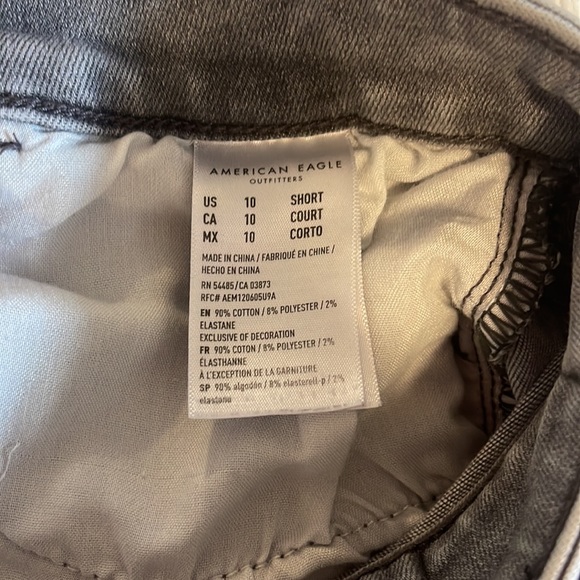 AMERICAN EAGLE
OUTFITTERS
US 10 SHORT
CA 10 COURT
MX 10 CORTO
MADE IN CHINA / FABRIQUÉ EN CHINE /
HECHO EN CHINA
RN 54485/CA 03873
RFC# AEM120605U9A
EN 90% COTTON / 8% POLYESTER / 2%
ELASTANE
EXCLUSIVE OF DECORATION
FR 90% COTON / 8% POLYESTER / 2%
ÉLASTHANNE
À L'EXCEPTION DE LA GARNITURE
SP 90% algodón / 8% elasterell-p / 2%
elastano